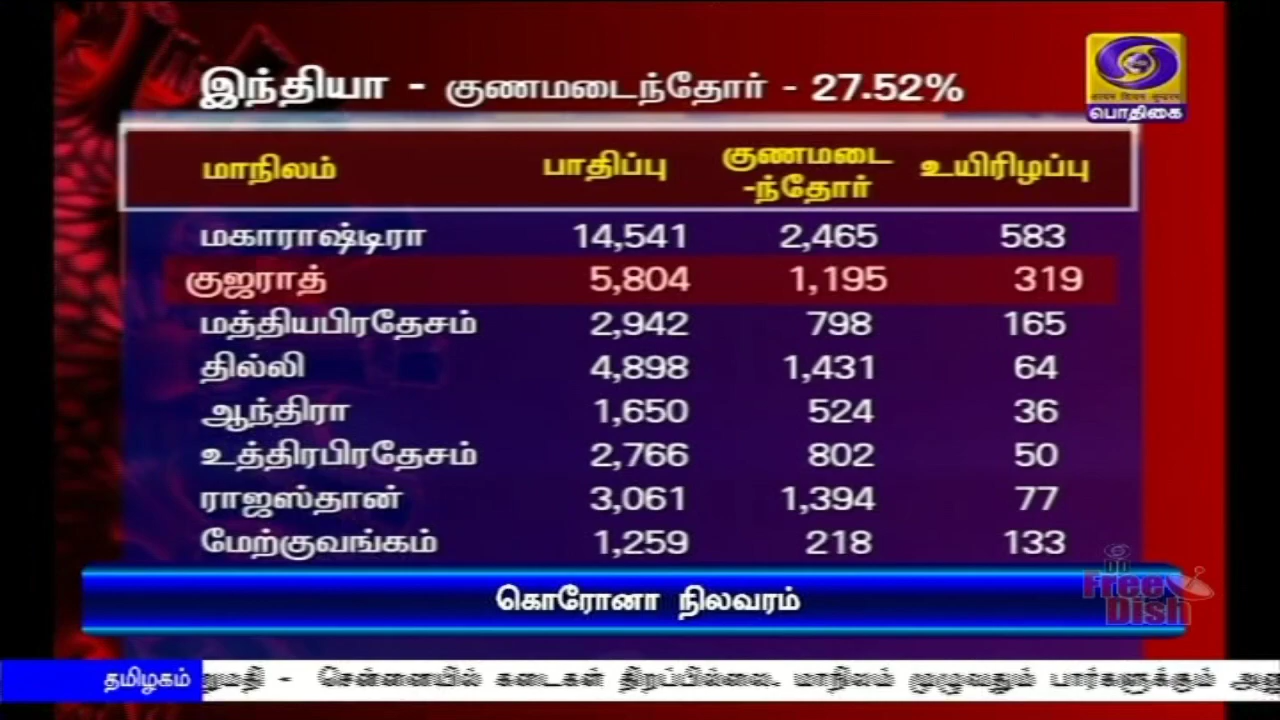 இந்தியா - குணமடைந்தோர் - 27.52%
பொதிகை
மாநிலம் பாதிப்பு குணமடை -ந்தோர் உயிரிழப்பு
மகாராஷ்டிரா 14,541 2,465 583
குஜராத் 5,804 1,195 319
மத்தியபிரதேசம் 2,942 798 165
தில்லி 4,898 1,431 64
ஆந்திரா 1,650 524 36
உத்திரபிரதேசம் 2,766 802 50
ராஜஸ்தான் 3,061 1,394 77
மேற்குவங்கம் 1,259 218 133
DD Free Dish
கொரோனா நிலவரம்
தமிழகம் - சென்னையில் கடைகள் திறப்பில்லை. மாநிலம் முழுவதும் பார்களுக்கும்